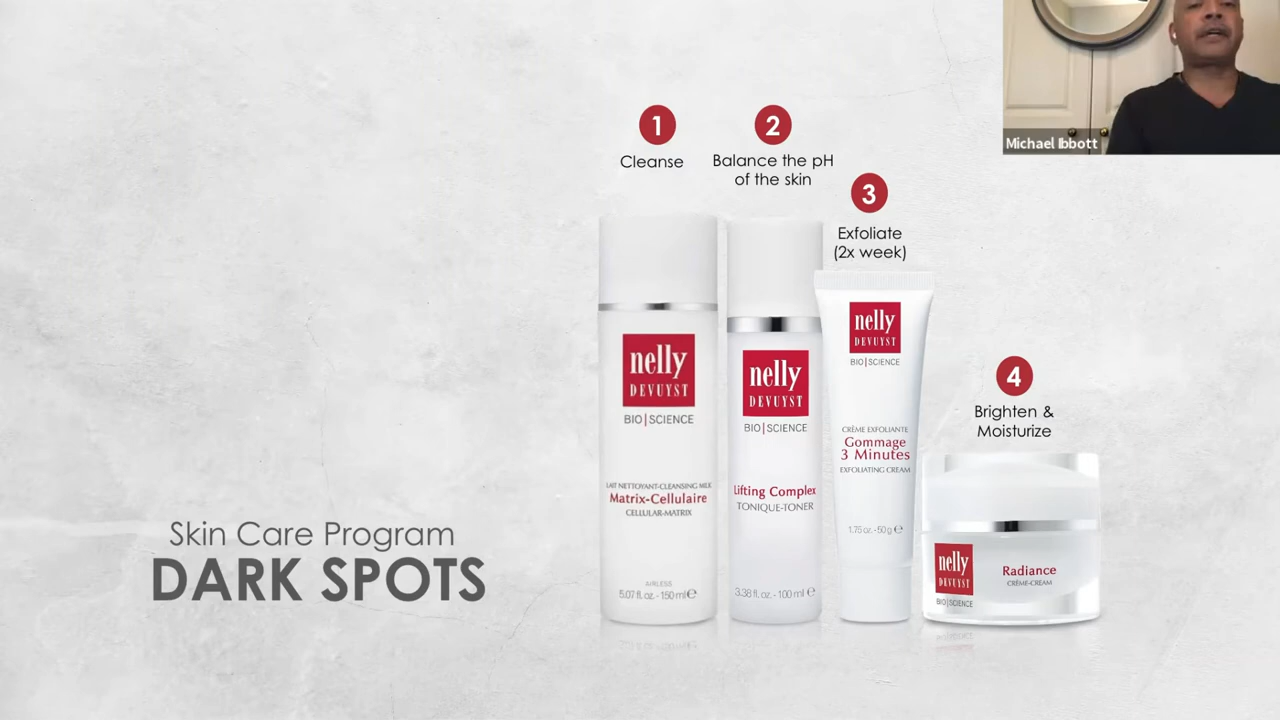 Michael Ibbott
1
Cleanse
2
Balance the pH
of the skin
3
Exfoliate
(2x week)
4
Brighten &
Moisturize
nelly
DEVUYST
BIO|SCIENCE
LAIT NETTOYANT-CLEANSING MILK
Matrix-Cellulaire
CELLULAR-MATRIX
AIRLESS
5.07 fl. oz. - 150 ml ℮
nelly
DEVUYST
BIO|SCIENCE
Lifting Complex
TONIQUE-TONER
3.38 fl. oz. - 100 ml ℮
nelly
DEVUYST
BIO|SCIENCE
CRÈME EXFOLIANTE
Gommage
3 Minutes
EXFOLIATING CREAM
1.75 oz. - 50 g ℮
nelly
DEVUYST
BIO|SCIENCE
Radiance
CRÈME-CREAM
Skin Care Program
DARK SPOTS